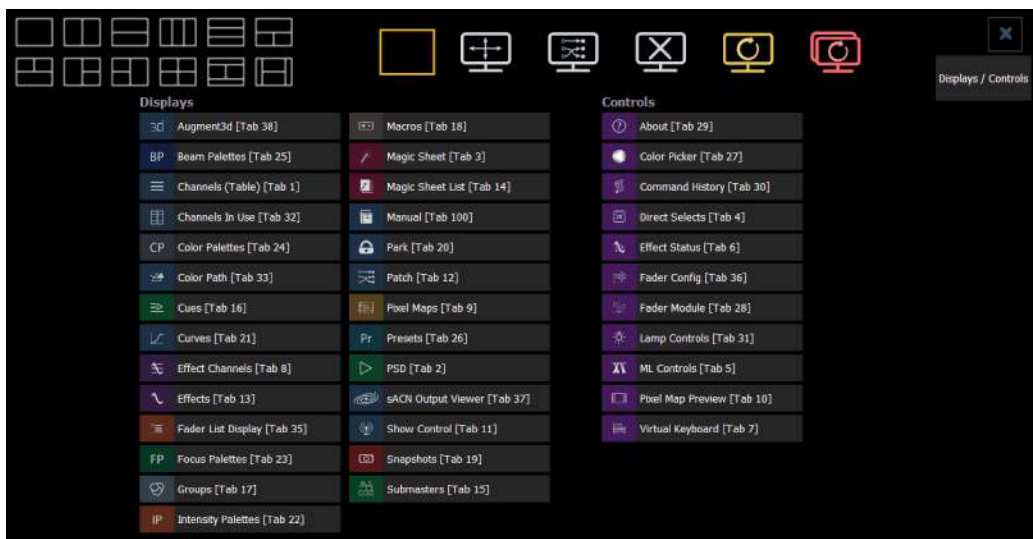 Displays / Controls
Displays
3d Augment3d [Tab 38]
BP Beam Palettes [Tab 25]
Channels (Table) [Tab 1]
Channels In Use [Tab 32]
CP Color Palettes [Tab 24]
Color Path [Tab 33]
Cues [Tab 16]
Curves [Tab 21]
Effect Channels [Tab 8]
Effects [Tab 13]
Fader List Display [Tab 35]
FP Focus Palettes [Tab 23]
Groups [Tab 17]
IP Intensity Palettes [Tab 22]
Macros [Tab 18]
Magic Sheet [Tab 3]
Magic Sheet List [Tab 14]
Manual [Tab 100]
Park [Tab 20]
Patch [Tab 12]
Pixel Maps [Tab 9]
Pr Presets [Tab 26]
PSD [Tab 2]
sACN Output Viewer [Tab 37]
Show Control [Tab 11]
Snapshots [Tab 19]
Submasters [Tab 15]
Controls
About [Tab 29]
Color Picker [Tab 27]
Command History [Tab 30]
Direct Selects [Tab 4]
Effect Status [Tab 6]
Fader Config [Tab 36]
Fader Module [Tab 28]
Lamp Controls [Tab 31]
ML Controls [Tab 5]
Pixel Map Preview [Tab 10]
Virtual Keyboard [Tab 7]